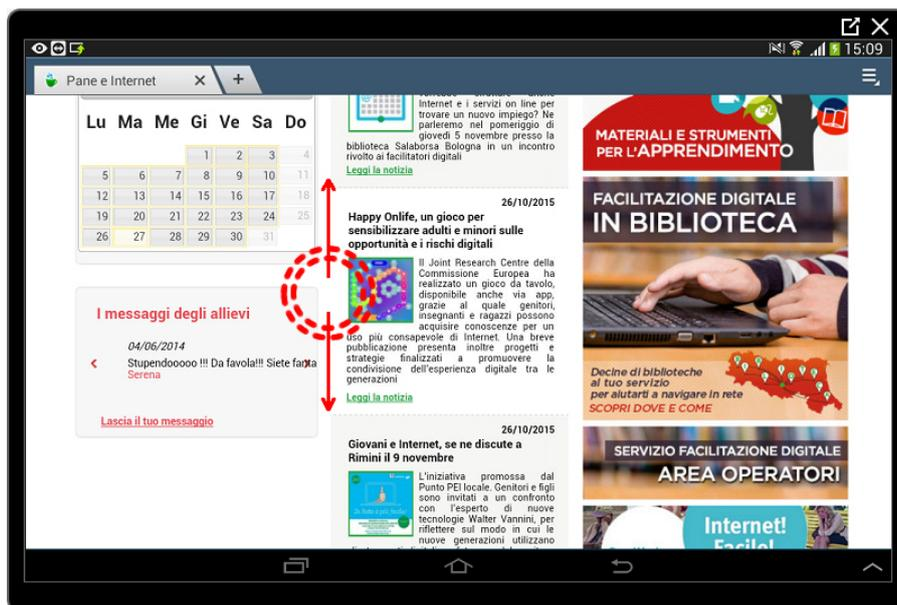 15:09
Pane e Internet
Lu Ma Me Gi Ve Sa Do
1 2 3 4
5 6 7 8 9 10 11
12 13 14 15 16 17 18
19 20 21 22 23 24 25
26 27 28 29 30 31
I messaggi degli allievi
04/06/2014
Stupendooooo !!! Da favola!!! Siete
Serena
Lascia il tuo messaggio
Internet e i servizi on line per
trovare un nuovo impiego? Ne
parleremo nel pomeriggio di
giovedì 5 novembre presso la
biblioteca Salaborsa Bologna in un incontro
rivolto ai facilitatori digitali
Leggi la notizia
26/10/2015
Happy Onlife, un gioco per
sensibilizzare adulti e minori sulle
opportunità e i rischi digitali
Il Joint Research Centre della
Commissione Europea ha
realizzato un gioco da tavolo,
disponibile anche via app,
grazie al quale genitori,
insegnanti e ragazzi possono
acquisire conoscenze per un
uso più consapevole di Internet. Una breve
pubblicazione presenta inoltre progetti e
strategie finalizzati a promuovere la
condivisione dell'esperienza digitale tra le
generazioni
Leggi la notizia
26/10/2015
Giovani e Internet, se ne discute a
Rimini il 9 novembre
L'iniziativa promossa dal
Punto PEI locale. Genitori e figli
sono invitati a un confronto
con l'esperto di nuove
tecnologie Walter Vannini, per
riflettere sul modo in cui le
nuove generazioni utilizzano
MATERIALI E STRUMENTI
PER L'APPRENDIMENTO
FACILITAZIONE DIGITALE
IN BIBLIOTECA
Decine di biblioteche
al tuo servizio
per aiutarti a navigare in rete
SCOPRI DOVE E COME
SERVIZIO FACILITAZIONE DIGITALE
AREA OPERATORI
Internet!
Facile!